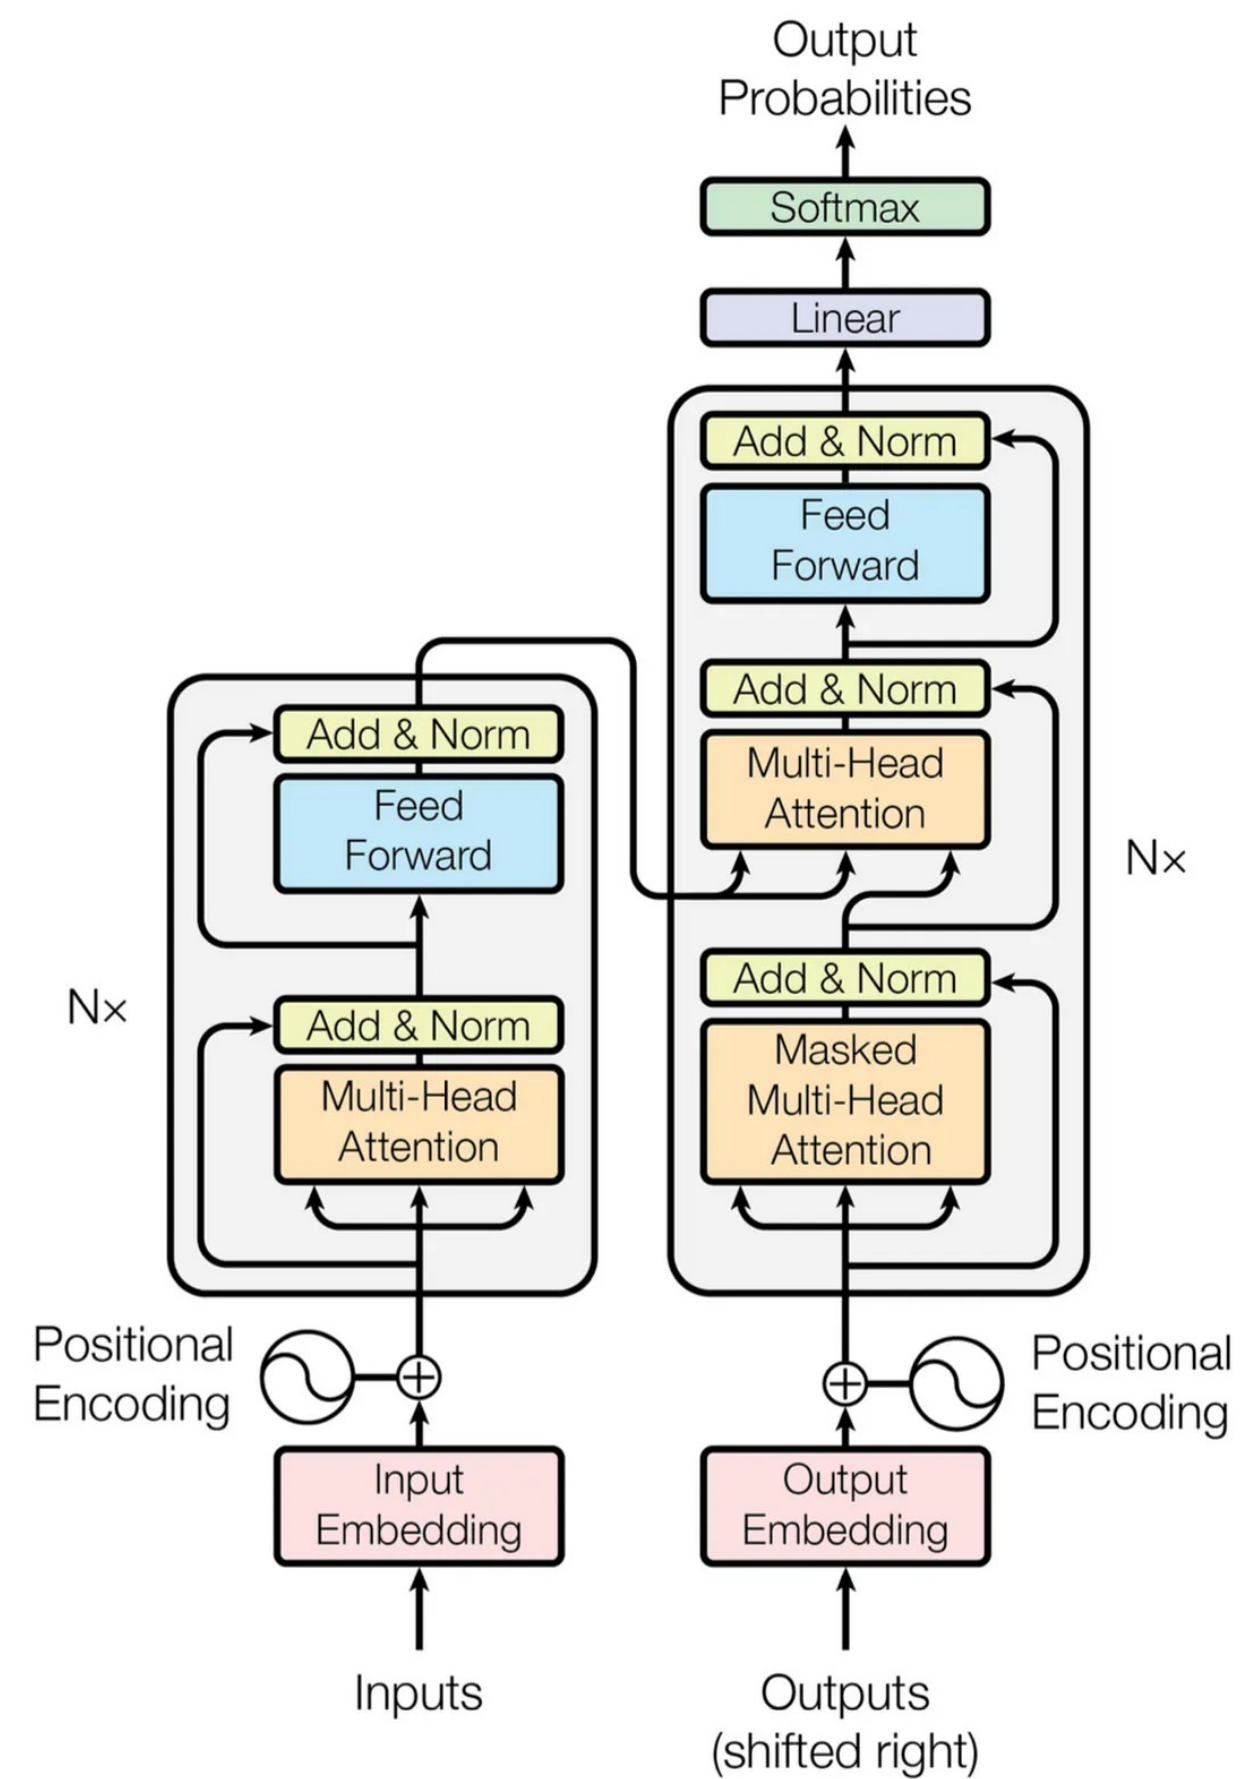 Output
Probabilities
Softmax
Linear
Add & Norm
Feed
Forward
Add & Norm
Multi-Head
Attention
Nx
Add & Norm
Masked
Multi-Head
Attention
Add & Norm
Feed
Forward
Nx
Add & Norm
Multi-Head
Attention
Positional
Encoding
Positional
Encoding
Input
Embedding
Output
Embedding
Inputs
Outputs
(shifted right)